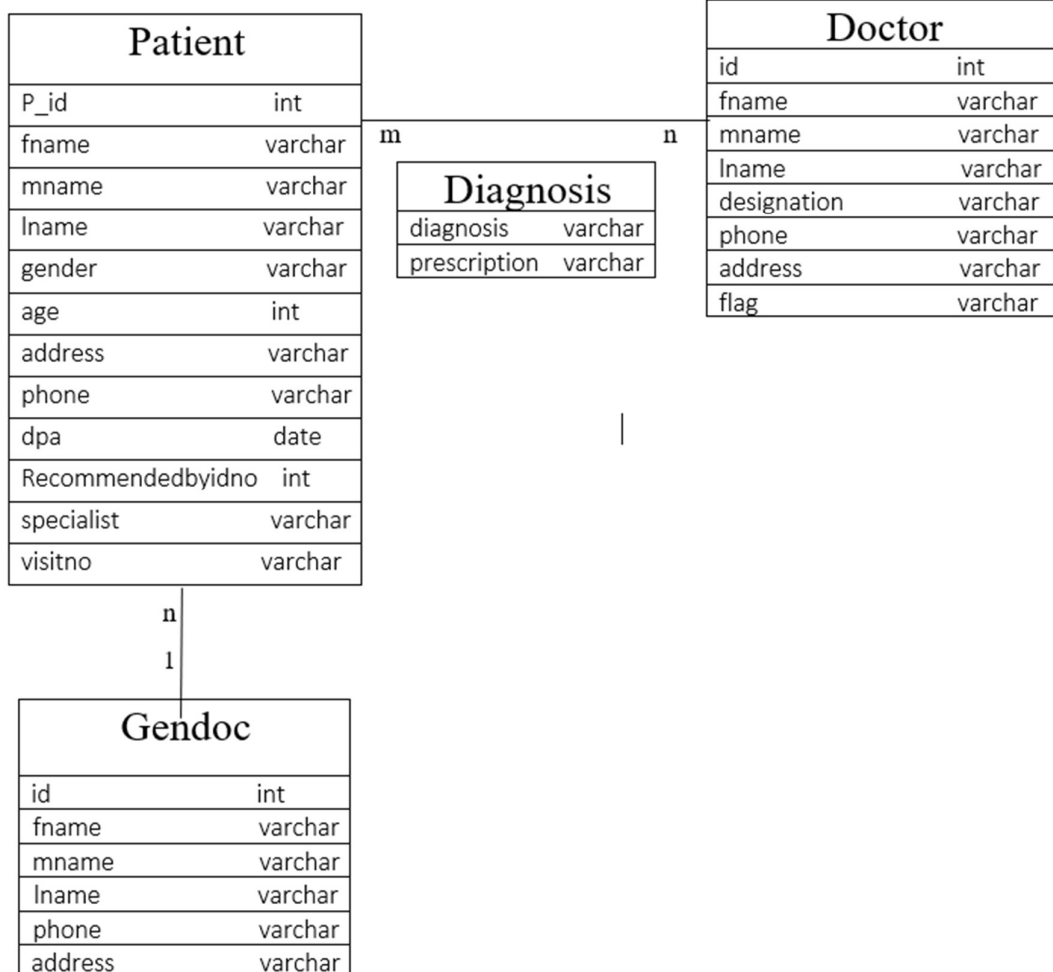 Patient
P_id int
fname varchar
mname varchar
lname varchar
gender varchar
age int
address varchar
phone varchar
dpa date
Recommendedbyidno int
specialist varchar
visitno varchar
m n
Diagnosis
diagnosis varchar
prescription varchar
Doctor
id int
fname varchar
mname varchar
lname varchar
designation varchar
phone varchar
address varchar
flag varchar
n
1
Gendoc
id int
fname varchar
mname varchar
lname varchar
phone varchar
address varchar